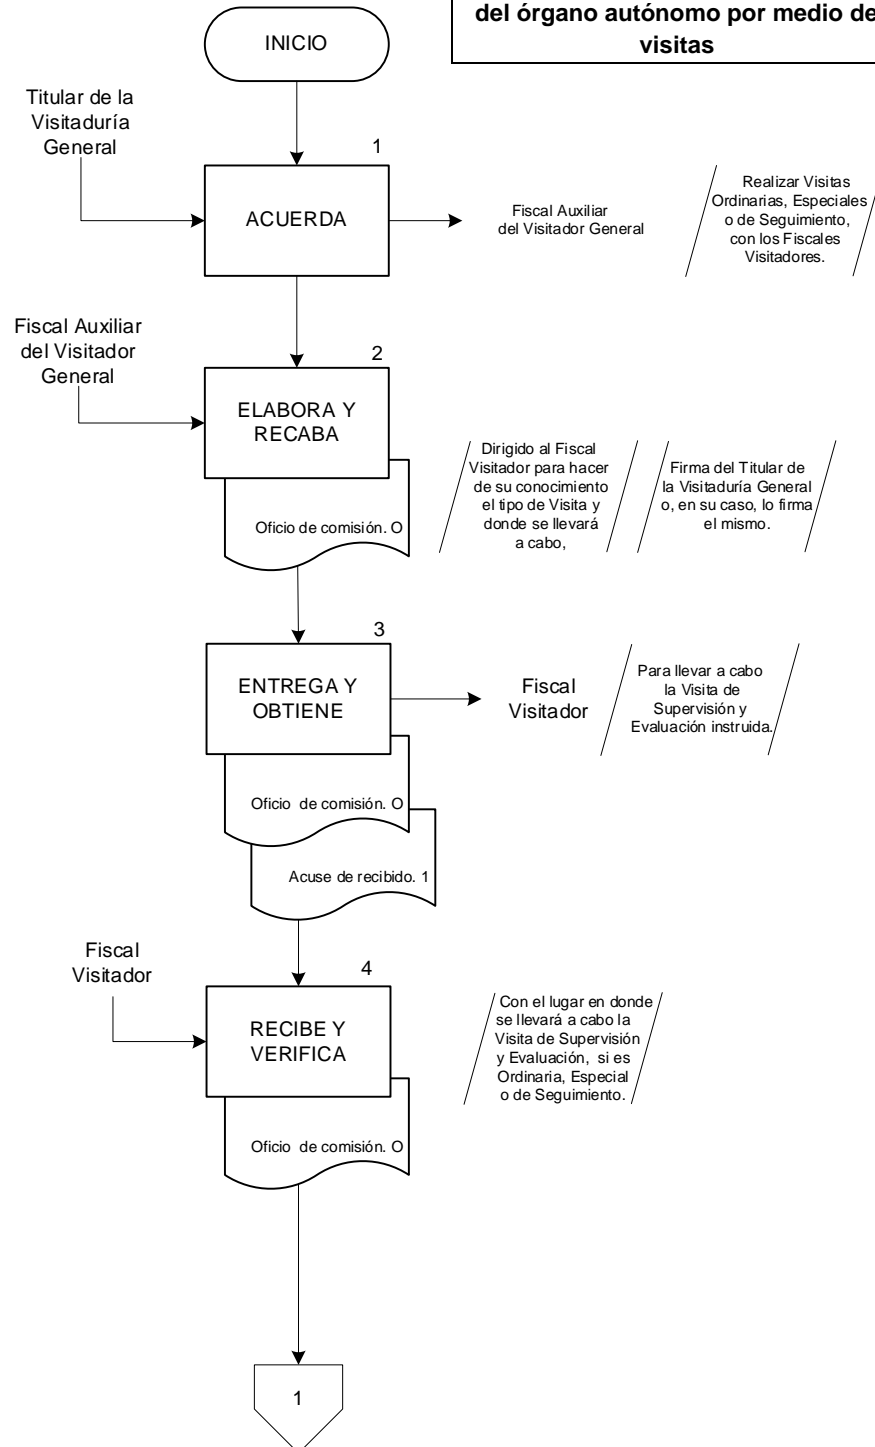 del órgano autónomo por medio de
visitas
INICIO
Titular de la
Visitaduría
General
1
ACUERDA
Fiscal Auxiliar
del Visitador General
Realizar Visitas
Ordinarias, Especiales
o de Seguimiento,
con los Fiscales
Visitadores.
Fiscal Auxiliar
del Visitador
General
2
ELABORA Y
RECABA
Oficio de comisión. O
Dirigido al Fiscal
Visitador para hacer
de su conocimiento
el tipo de Visita y
donde se llevará
a cabo,
Firma del Titular de
la Visitaduría General
o, en su caso, lo firma
el mismo.
3
ENTREGA Y
OBTIENE
Oficio de comisión. O
Acuse de recibido. 1
Fiscal
Visitador
Para llevar a cabo
la Visita de
Supervisión y
Evaluación instruida.
Fiscal
Visitador
4
RECIBE Y
VERIFICA
Oficio de comisión. O
Con el lugar en donde
se llevará a cabo la
Visita de Supervisión
y Evaluación, si es
Ordinaria, Especial
o de Seguimiento.
1